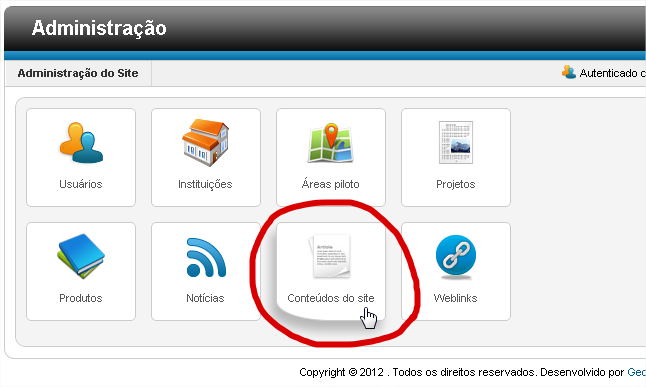 Administração
Administração do Site
Autenticado c
Usuários
Instituições
Áreas piloto
Projetos
Produtos
Notícias
Article
Conteúdos do site
Weblinks
Copyright © 2012 . Todos os direitos reservados. Desenvolvido por Geo